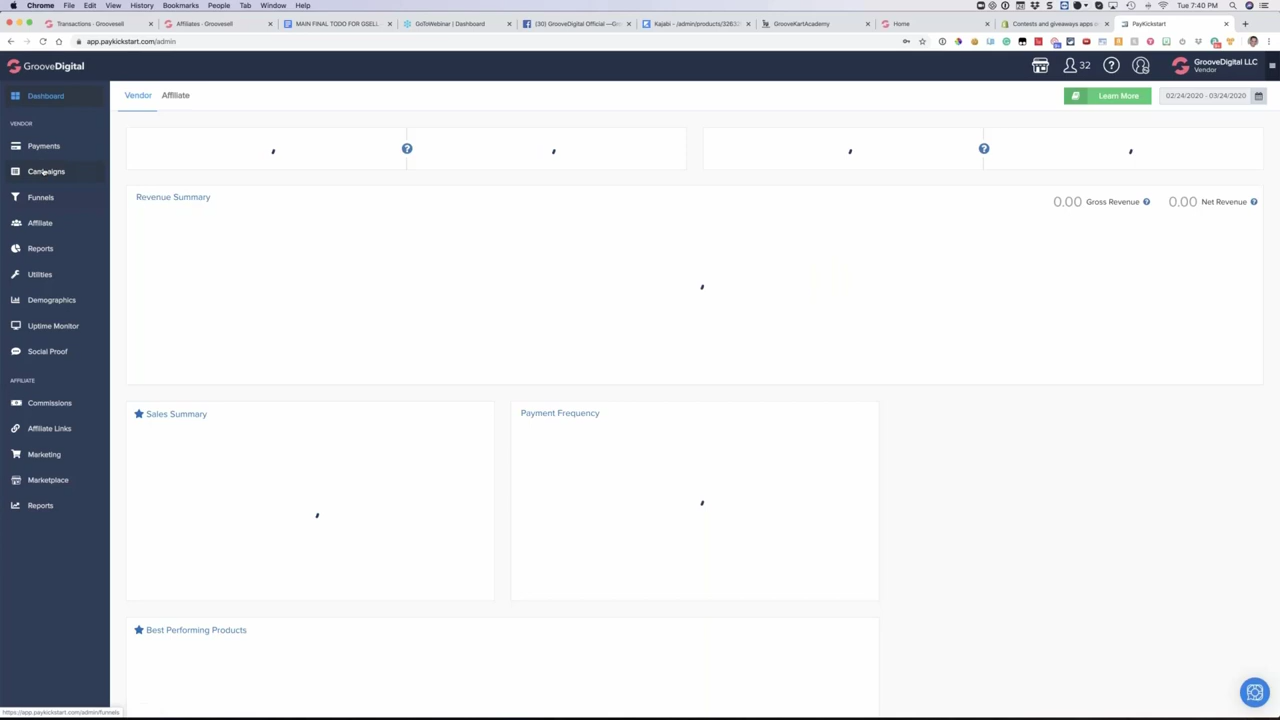 Chrome File Edit View History Bookmarks People Tab Window Help
Tue 7:40 PM
Transactions - Groovesell
Affiliates - Groovesell
MAIN FINAL TODO FOR GSELL
GoToWebinar | Dashboard
(30) GrooveDigital Official —Gr
Kajabi - /admin/products/32632
GrooveKartAcademy
Home
Contests and giveaways apps o
PayKickstart
app.paykickstart.com/admin
GrooveDigital
32
GrooveDigital LLC
Vendor
Dashboard
VENDOR
Payments
Campaigns
Funnels
Affiliate
Reports
Utilities
Demographics
Uptime Monitor
Social Proof
AFFILIATE
Commissions
Affiliate Links
Marketing
Marketplace
Reports
https://app.paykickstart.com/admin/funnels
Vendor Affiliate
Learn More
02/24/2020 - 03/24/2020
Revenue Summary
0.00 Gross Revenue
0.00 Net Revenue
Sales Summary
Payment Frequency
Best Performing Products